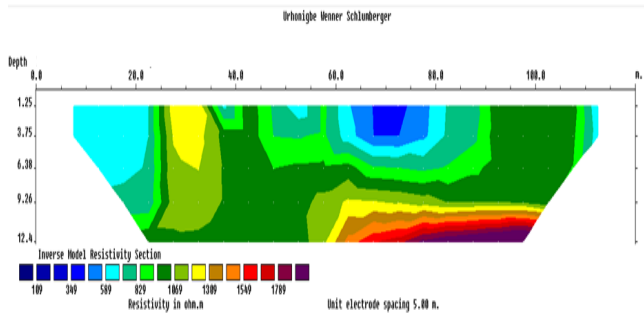 Urhonigbe Wenner Schlumberger
Depth
0.0 20.0 40.0 60.0 80.0 100.0 m.
1.25
3.75
6.38
9.26
12.4
Inverse Model Resistivity Section
109 349 589 829 1069 1309 1549 1789
Resistivity in ohm.m
Unit electrode spacing 5.00 m.